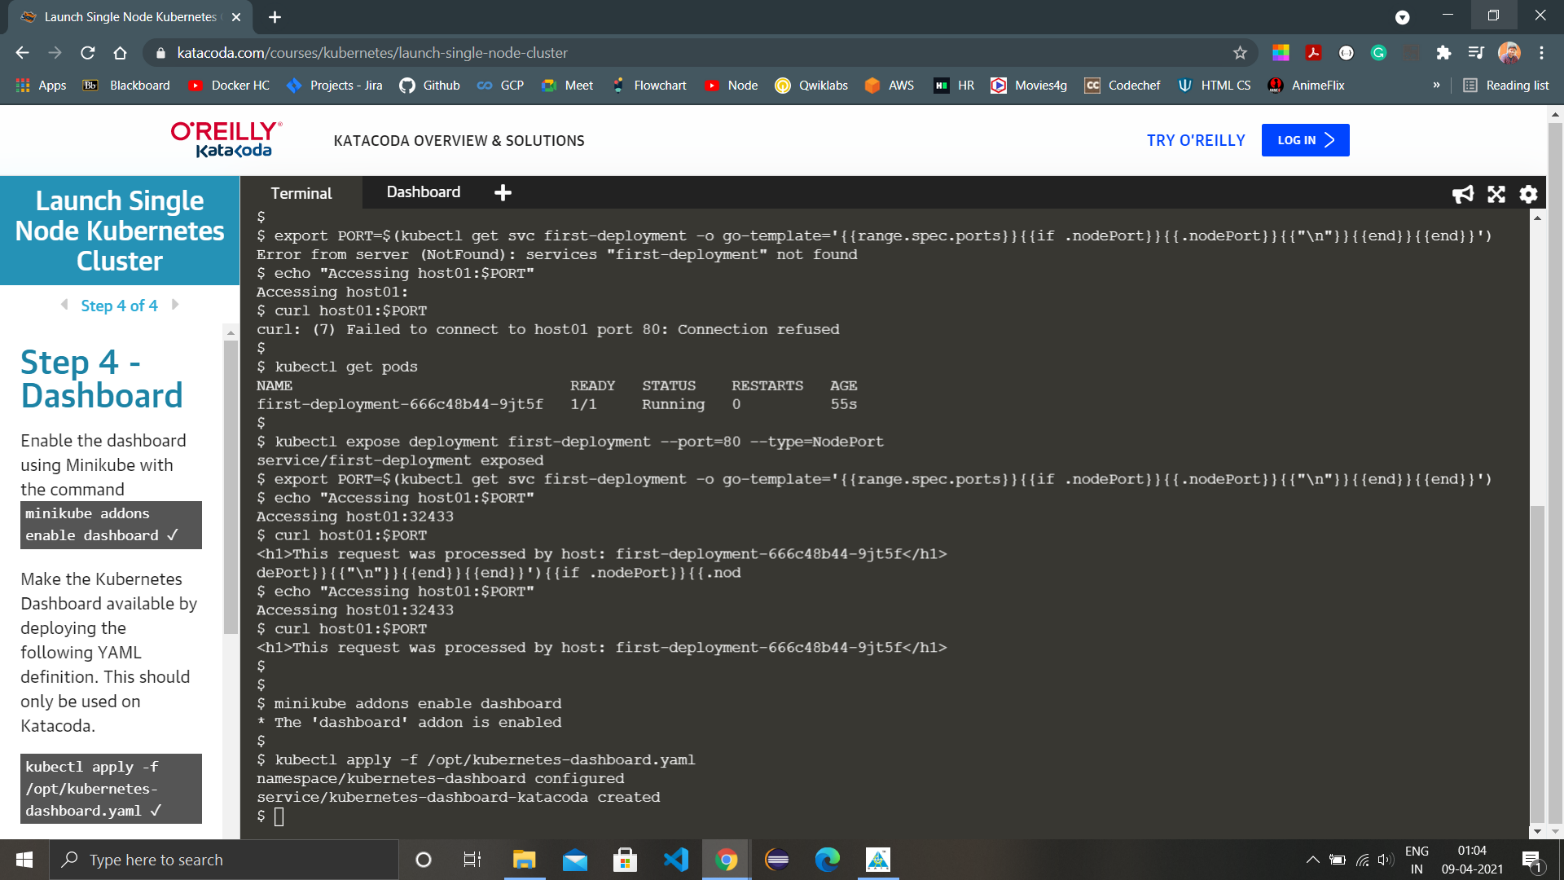 Launch Single Node Kubernetes
katacoda.com/courses/kubernetes/launch-single-node-cluster
Apps
Bb Blackboard
Docker HC
Projects - Jira
Github
GCP
Meet
Flowchart
Node
Qwiklabs
AWS
HR
Movies4g
CC Codechef
HTML CS
AnimeFlix
»
Reading list
O'REILLY
Katacoda
KATACODA OVERVIEW & SOLUTIONS
TRY O'REILLY
LOG IN
Launch Single
Node Kubernetes
Cluster
Step 4 of 4
Step 4 -
Dashboard
Enable the dashboard
using Minikube with
the command
minikube addons
enable dashboard ✓
Make the Kubernetes
Dashboard available by
deploying the
following YAML
definition. This should
only be used on
Katacoda.
kubectl apply -f
/opt/kubernetes-
dashboard.yaml ✓
Terminal
Dashboard
$
$ export PORT=$(kubectl get svc first-deployment -o go-template='{{range.spec.ports}}{{if .nodePort}}{{.nodePort}}{{"\n"}}{{end}}{{end}}')
Error from server (NotFound): services "first-deployment" not found
$ echo "Accessing host01:$PORT"
Accessing host01:
$ curl host01:$PORT
curl: (7) Failed to connect to host01 port 80: Connection refused
$
$ kubectl get pods
NAME READY STATUS RESTARTS AGE
first-deployment-666c48b44-9jt5f 1/1 Running 0 55s
$
$ kubectl expose deployment first-deployment --port=80 --type=NodePort
service/first-deployment exposed
$ export PORT=$(kubectl get svc first-deployment -o go-template='{{range.spec.ports}}{{if .nodePort}}{{.nodePort}}{{"\n"}}{{end}}{{end}}')
$ echo "Accessing host01:$PORT"
Accessing host01:32433
$ curl host01:$PORT
<h1>This request was processed by host: first-deployment-666c48b44-9jt5f</h1>
dePort}}{{"\n"}}{{end}}{{end}}'){{if .nodePort}}{{.nod
$ echo "Accessing host01:$PORT"
Accessing host01:32433
$ curl host01:$PORT
<h1>This request was processed by host: first-deployment-666c48b44-9jt5f</h1>
$
$
$ minikube addons enable dashboard
* The 'dashboard' addon is enabled
$
$ kubectl apply -f /opt/kubernetes-dashboard.yaml
namespace/kubernetes-dashboard configured
service/kubernetes-dashboard-katacoda created
$
Type here to search
ENG
IN
01:04
09-04-2021
1